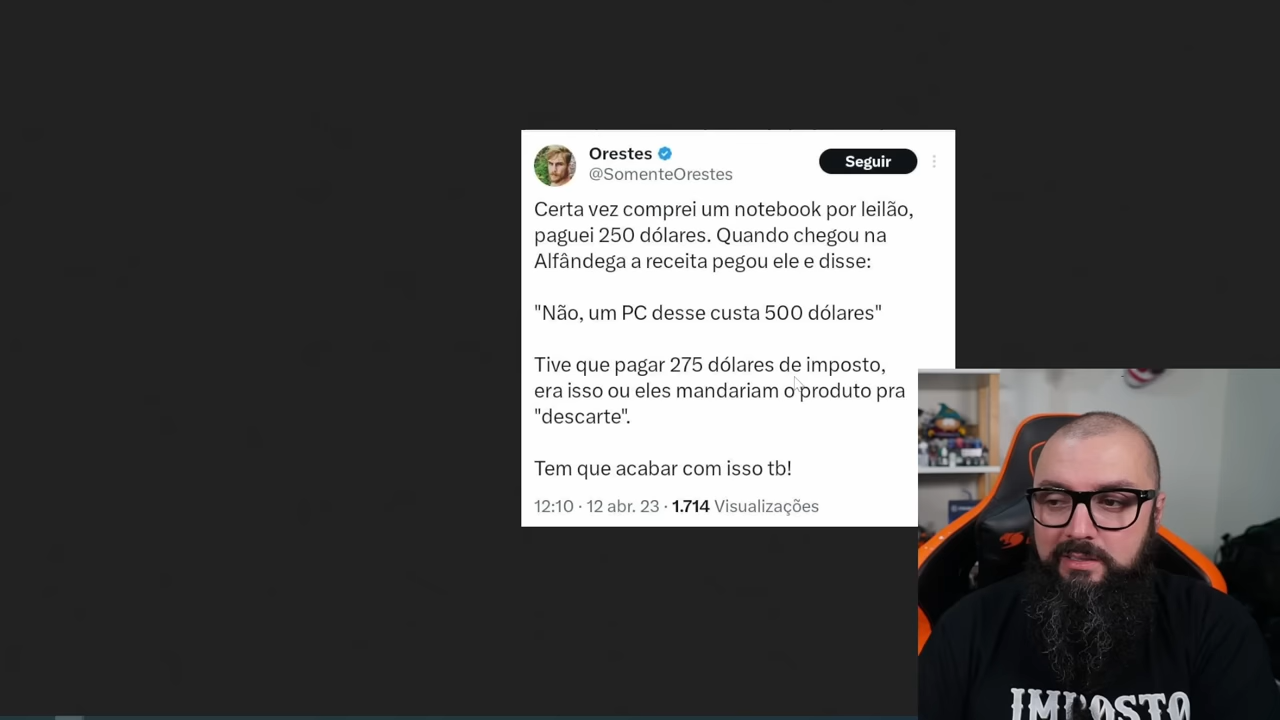 Orestes
@SomenteOrestes
Seguir
Certa vez comprei um notebook por leilão,
paguei 250 dólares. Quando chegou na
Alfândega a receita pegou ele e disse:
"Não, um PC desse custa 500 dólares"
Tive que pagar 275 dólares de imposto,
era isso ou eles mandariam o produto pra
"descarte".
Tem que acabar com isso tb!
12:10 · 12 abr. 23 · 1.714 Visualizações
IMPOSTO